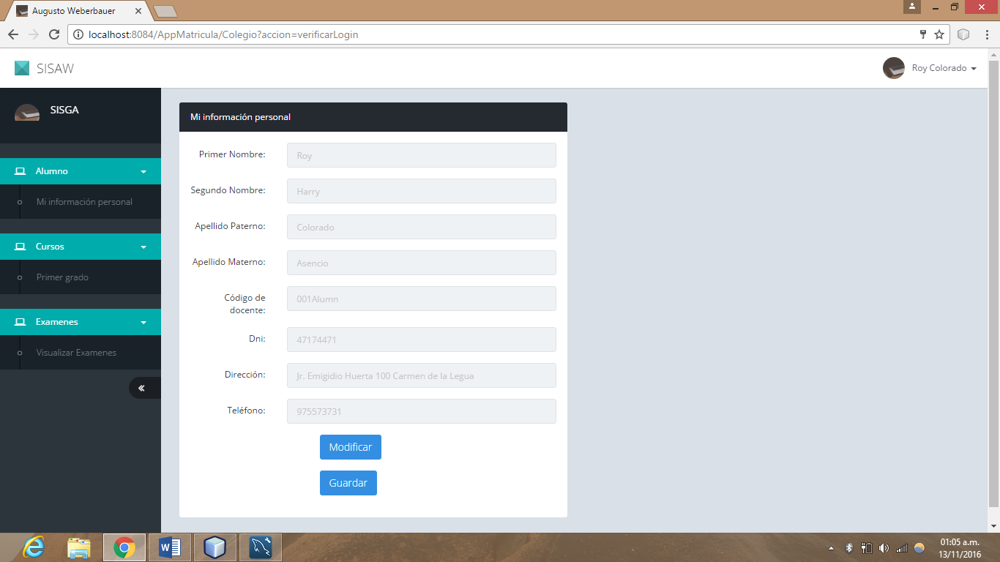 Augusto Weberbauer
localhost:8084/AppMatricula/Colegio?accion=verificarLogin
SISAW
Roy Colorado
SISGA
Alumno
Mi información personal
Cursos
Primer grado
Examenes
Visualizar Examenes
Mi información personal
Primer Nombre: Roy
Segundo Nombre: Harry
Apellido Paterno: Colorado
Apellido Materno: Asencio
Código de docente: 001Alumn
Dni: 47174471
Dirección: Jr. Emigidio Huerta 100 Carmen de la Legua
Teléfono: 975573731
Modificar
Guardar
01:05 a.m.
13/11/2016